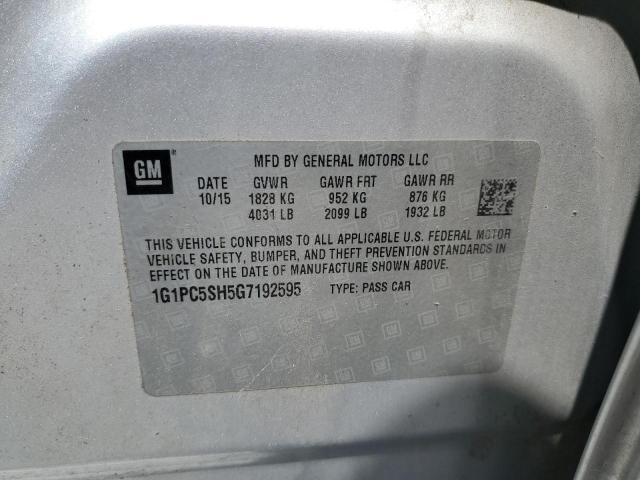 GM
MFD BY GENERAL MOTORS LLC
DATE GVWR GAWR FRT GAWR RR
10/15 1828 KG 952 KG 876 KG
4031 LB 2099 LB 1932 LB
THIS VEHICLE CONFORMS TO ALL APPLICABLE U.S. FEDERAL MOTOR
VEHICLE SAFETY, BUMPER, AND THEFT PREVENTION STANDARDS IN
EFFECT ON THE DATE OF MANUFACTURE SHOWN ABOVE.
1G1PC5SH5G7192595 TYPE: PASS CAR